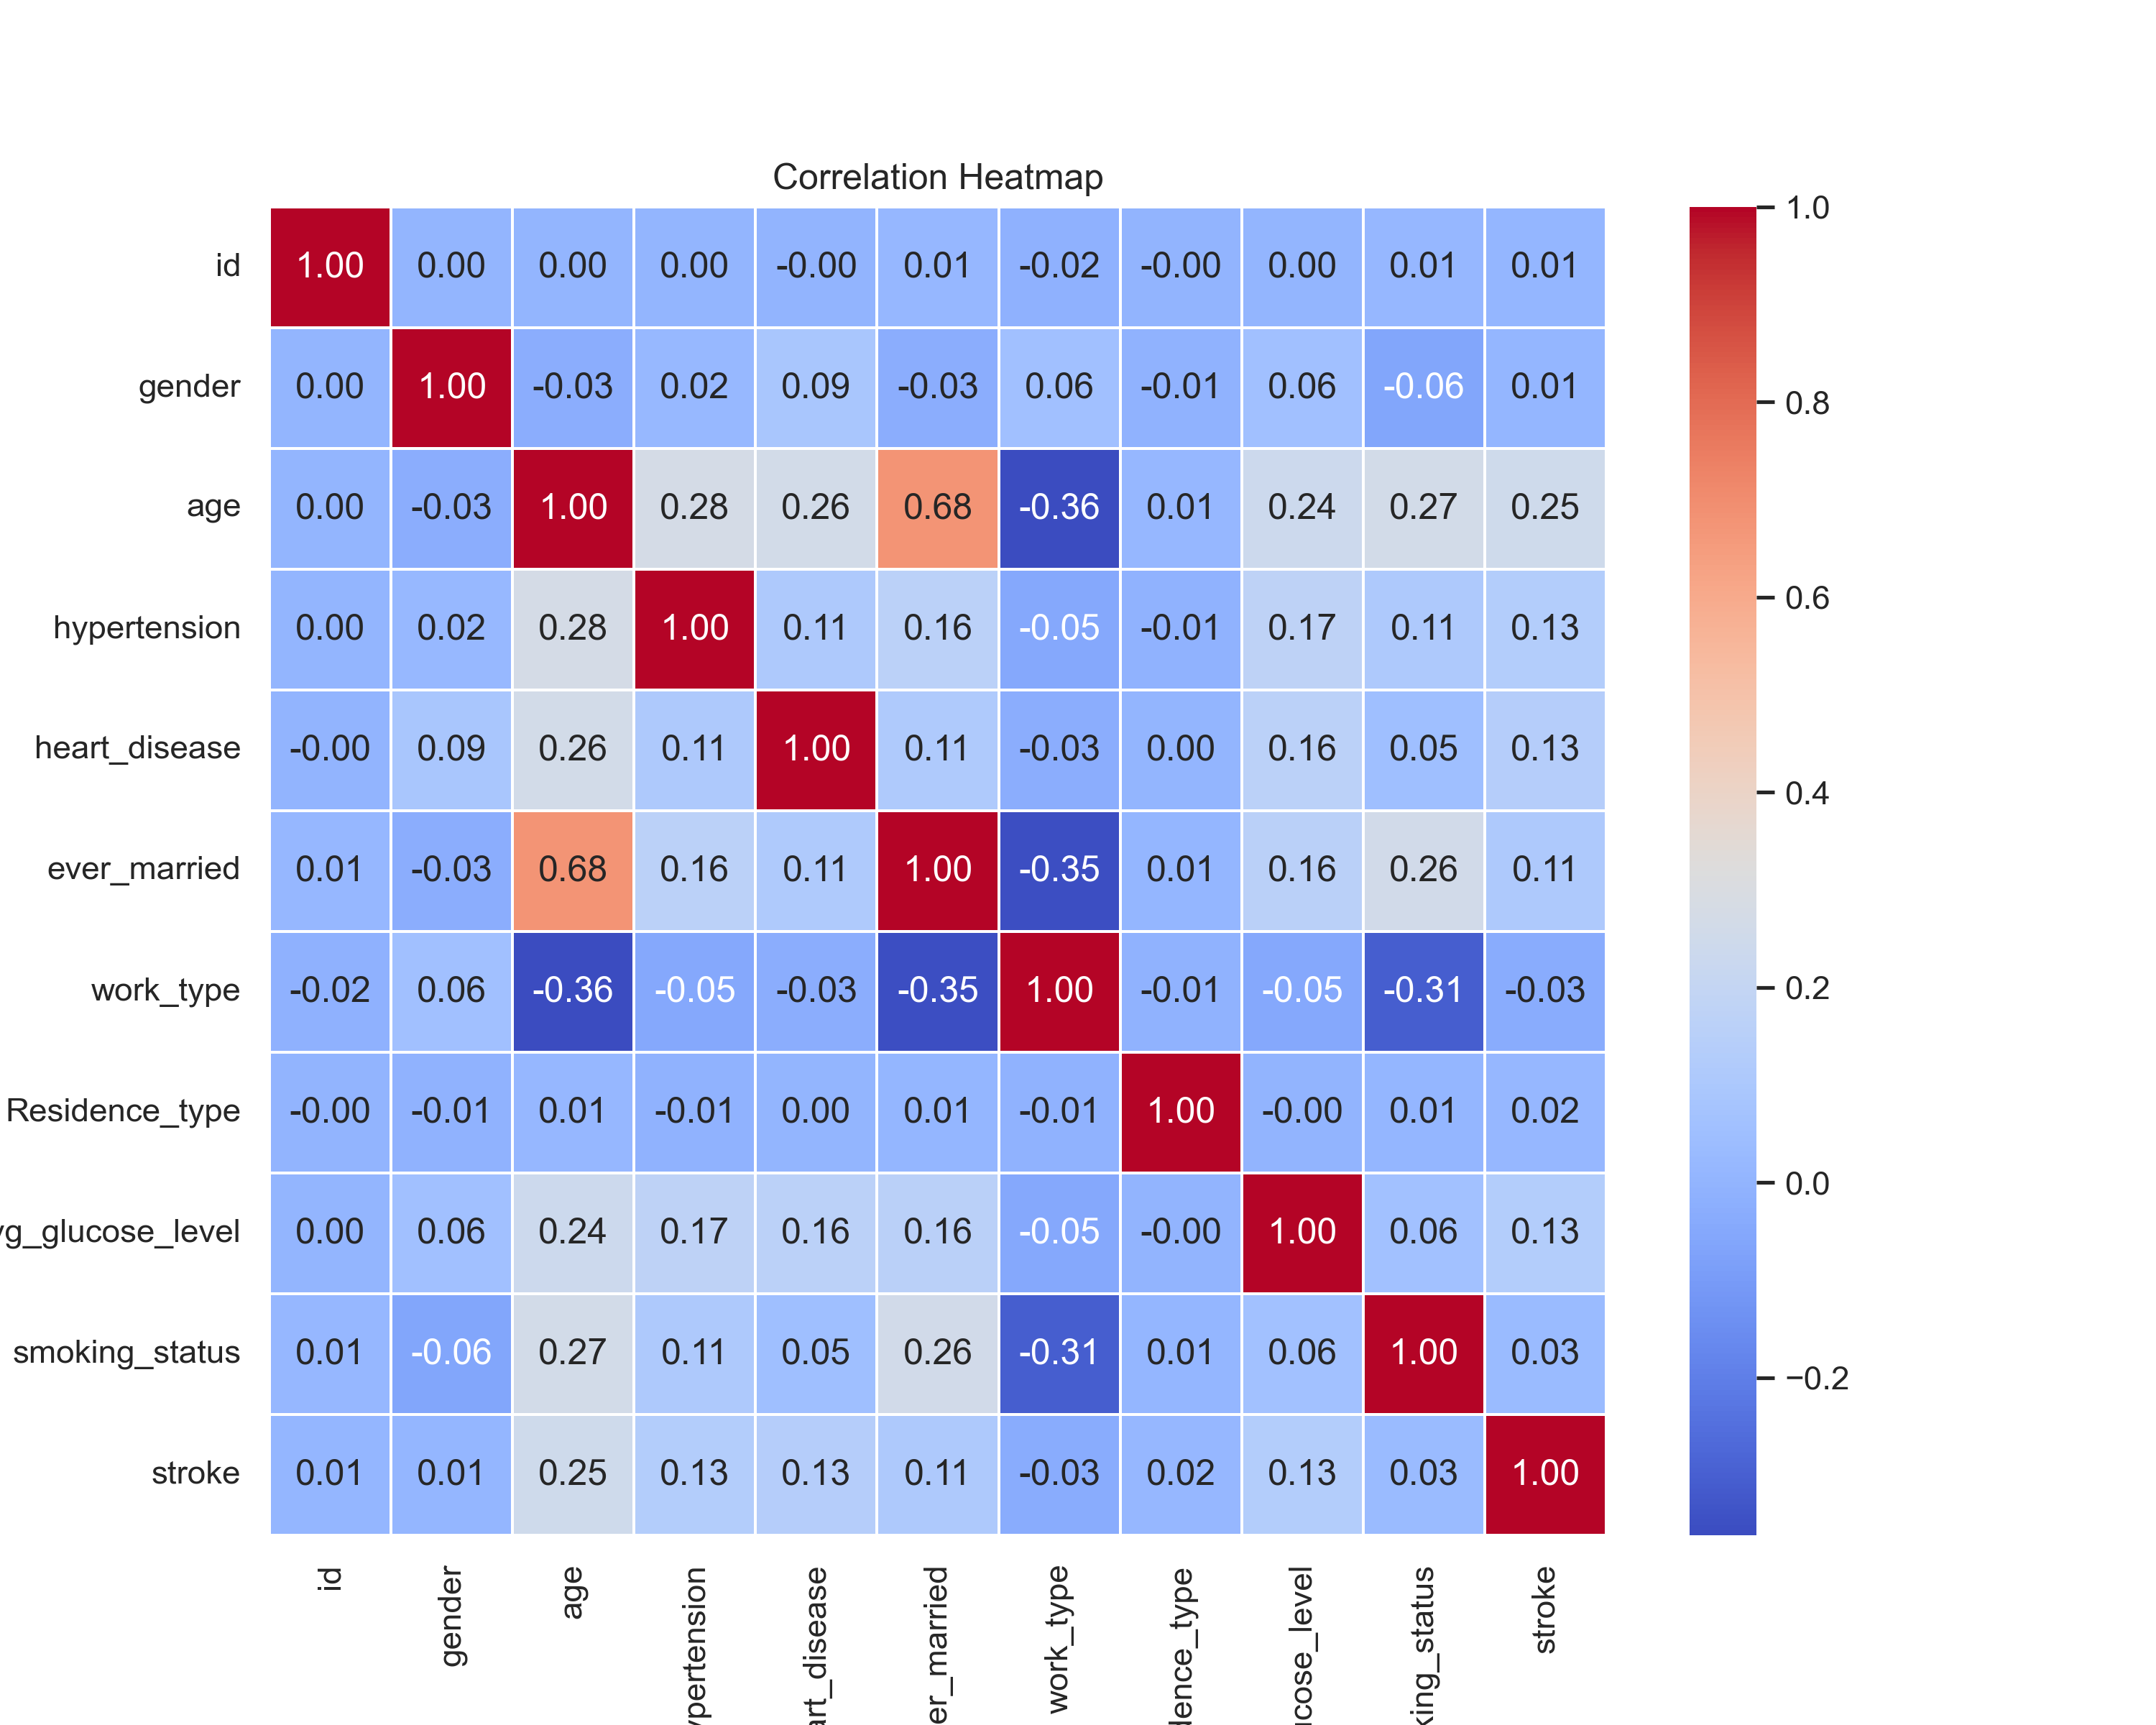 Correlation Heatmap
id 1.00 0.00 0.00 0.00 -0.00 0.01 -0.02 -0.00 0.00 0.01 0.01
gender 0.00 1.00 -0.03 0.02 0.09 -0.03 0.06 -0.01 0.06 -0.06 0.01
age 0.00 -0.03 1.00 0.28 0.26 0.68 -0.36 0.01 0.24 0.27 0.25
hypertension 0.00 0.02 0.28 1.00 0.11 0.16 -0.05 -0.01 0.17 0.11 0.13
heart_disease -0.00 0.09 0.26 0.11 1.00 0.11 -0.03 0.00 0.16 0.05 0.13
ever_married 0.01 -0.03 0.68 0.16 0.11 1.00 -0.35 0.01 0.16 0.26 0.11
work_type -0.02 0.06 -0.36 -0.05 -0.03 -0.35 1.00 -0.01 -0.05 -0.31 -0.03
Residence_type -0.00 -0.01 0.01 -0.01 0.00 0.01 -0.01 1.00 -0.00 0.01 0.02
vg_glucose_level 0.00 0.06 0.24 0.17 0.16 0.16 -0.05 -0.00 1.00 0.06 0.13
smoking_status 0.01 -0.06 0.27 0.11 0.05 0.26 -0.31 0.01 0.06 1.00 0.03
stroke 0.01 0.01 0.25 0.13 0.13 0.11 -0.03 0.02 0.13 0.03 1.00
id
gender
age
ypertension
art_disease
er_married
work_type
dence_type
ucose_level
king_status
stroke
1.0
0.8
0.6
0.4
0.2
0.0
−0.2